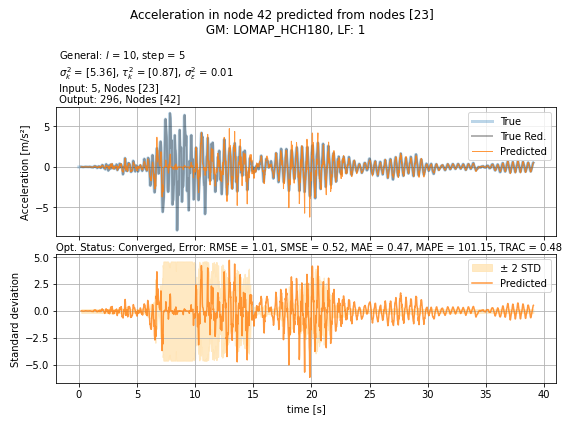 Acceleration in node 42 predicted from nodes [23]
GM: LOMAP_HCH180, LF: 1
General: l = 10, step = 5
σ²ₖ = [5.36], τ²ₖ = [0.87], σ²ε = 0.01
Input: 5, Nodes [23]
Output: 296, Nodes [42]
Acceleration [m/s²]
5
0
−5
True
True Red.
Predicted
Opt. Status: Converged, Error: RMSE = 1.01, SMSE = 0.52, MAE = 0.47, MAPE = 101.15, TRAC = 0.48
Standard deviation
5.0
2.5
0.0
−2.5
−5.0
± 2 STD
Predicted
0 5 10 15 20 25 30 35 40
time [s]